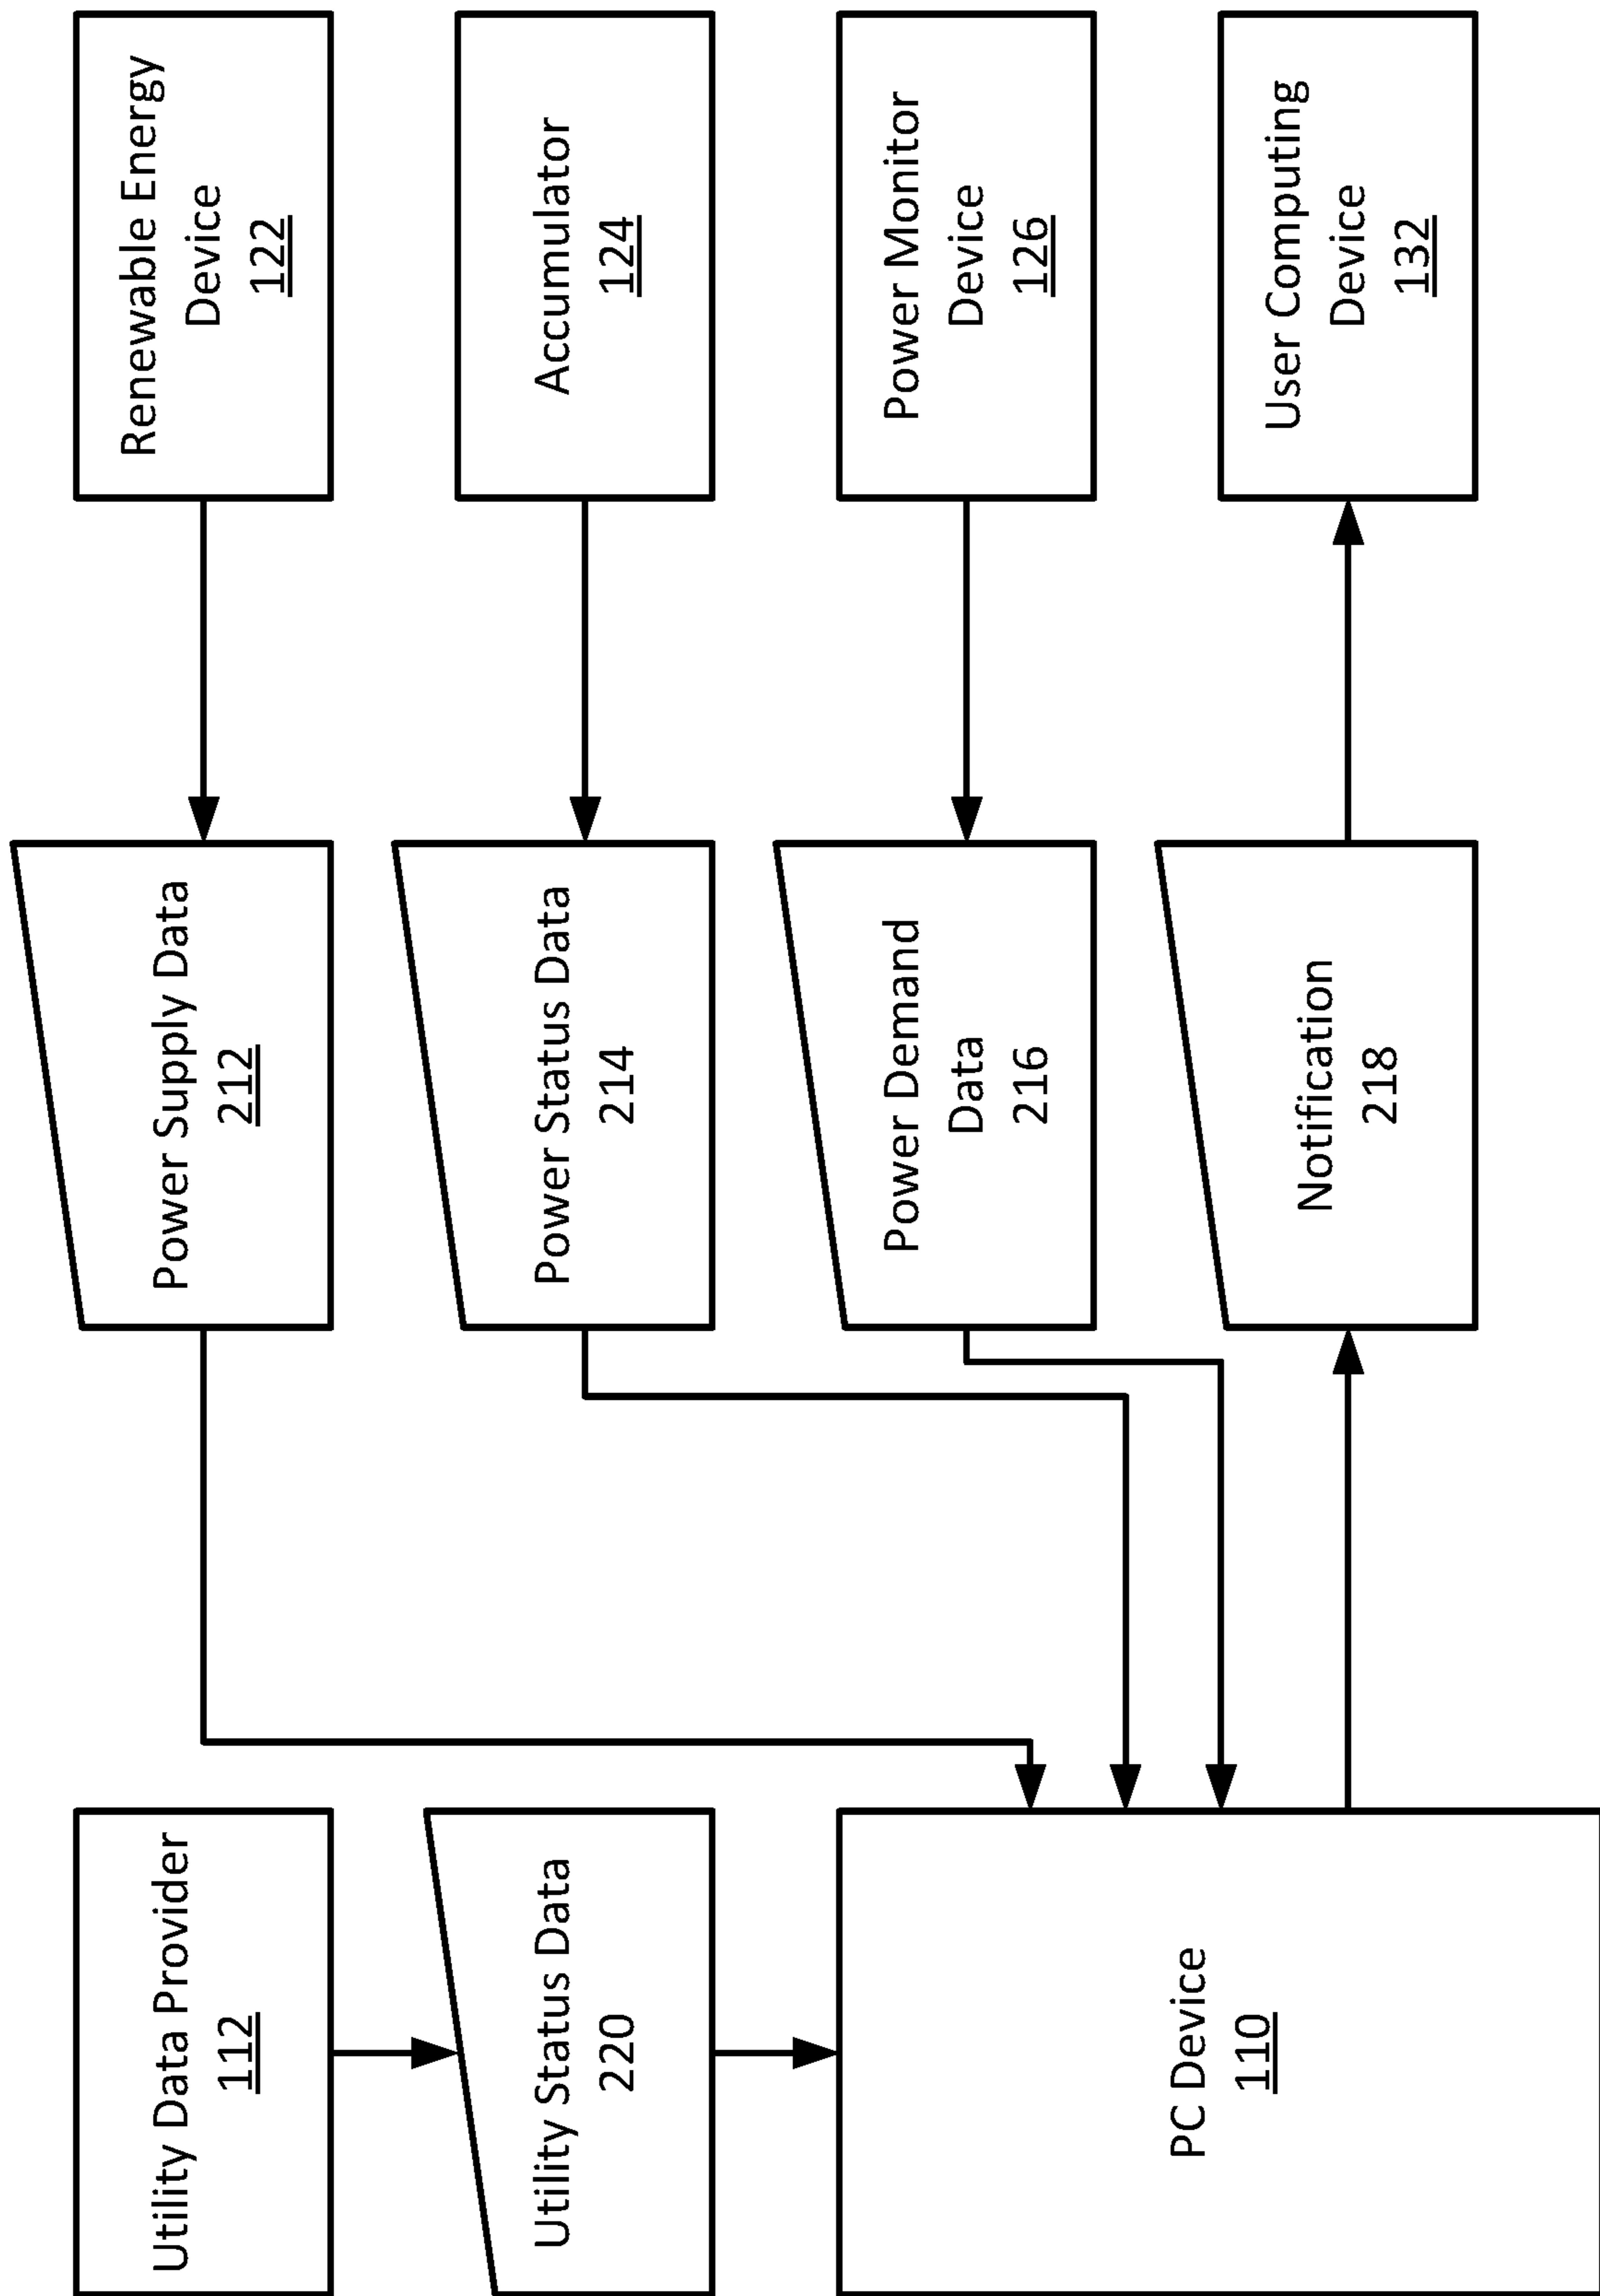 Utility Data Provider
112
Utility Status Data
220
PC Device
110
Power Supply Data
212
Power Status Data
214
Power Demand
Data
216
Notification
218
Renewable Energy
Device
122
Accumulator
124
Power Monitor
Device
126
User Computing
Device
132